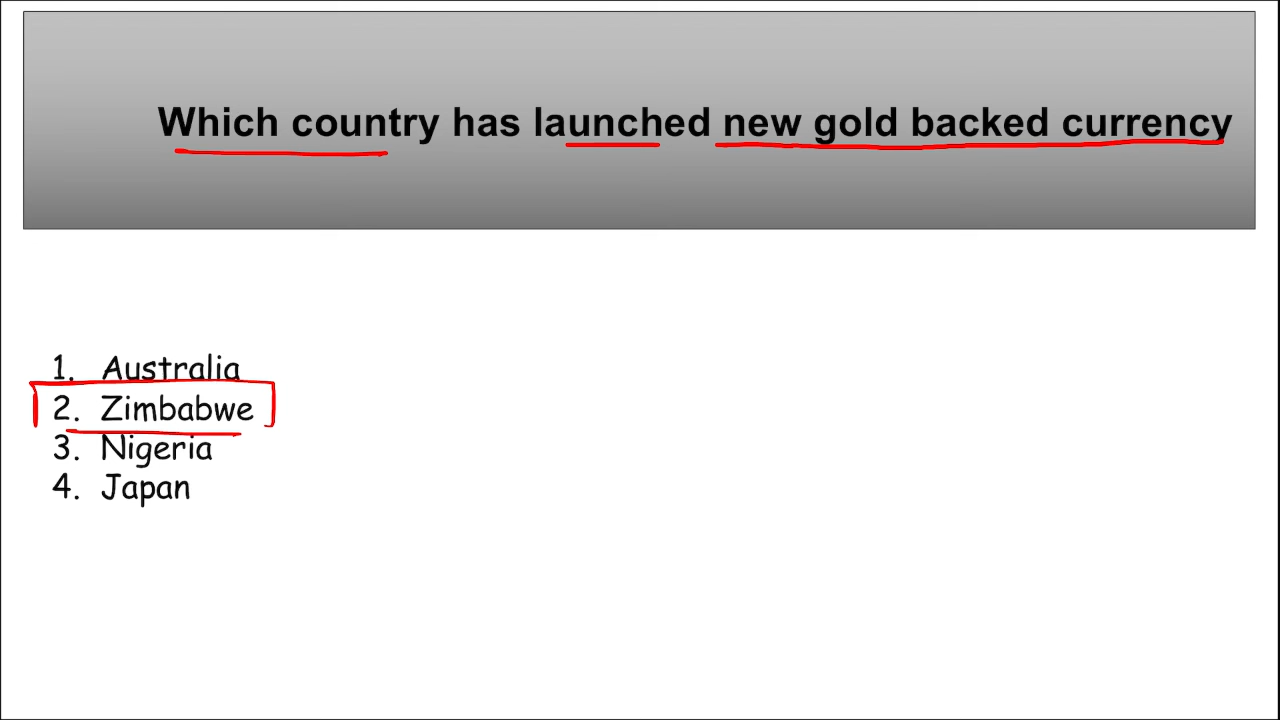 Which country has launched new gold backed currency
1. Australia
2. Zimbabwe
3. Nigeria
4. Japan